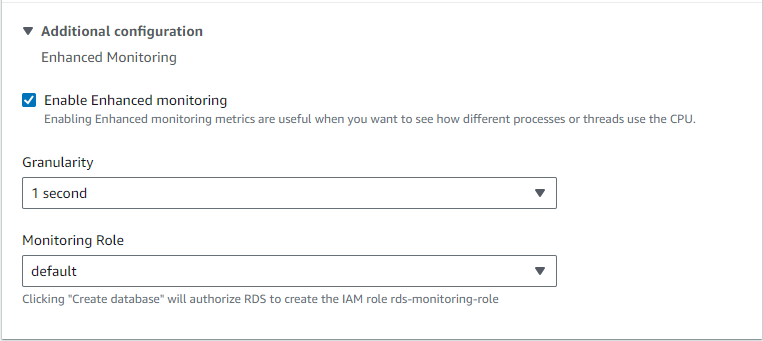 Additional configuration
Enhanced Monitoring
Enable Enhanced monitoring
Enabling Enhanced monitoring metrics are useful when you want to see how different processes or threads use the CPU.
Granularity
1 second
Monitoring Role
default
Clicking "Create database" will authorize RDS to create the IAM role rds-monitoring-role